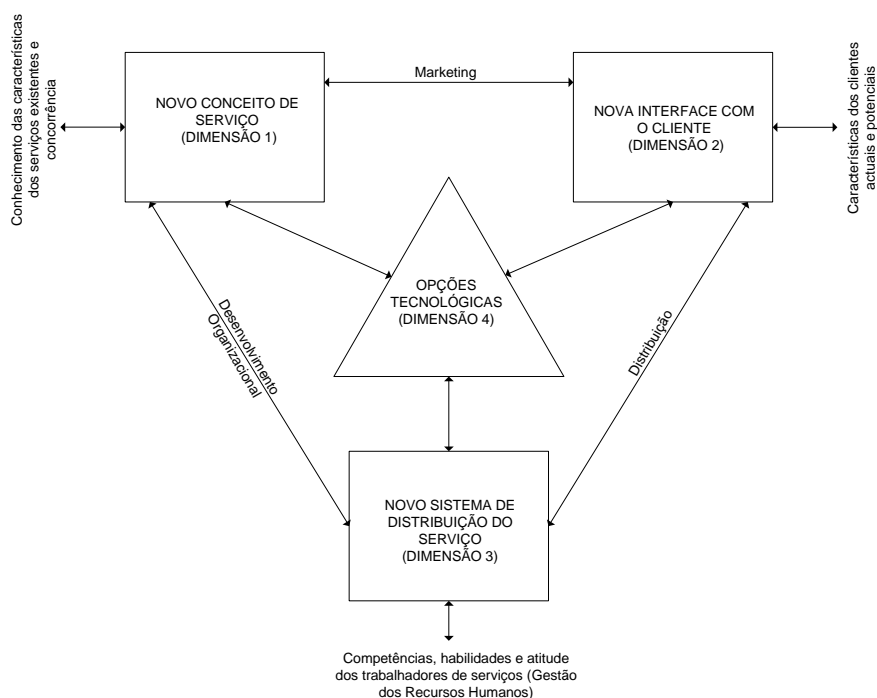 Conhecimento das características
dos serviços existentes e
concorrência
NOVO CONCEITO DE
SERVIÇO
(DIMENSÃO 1)
Marketing
NOVA INTERFACE COM
O CLIENTE
(DIMENSÃO 2)
Características dos clientes
actuais e potenciais
OPÇÕES
TECNOLÓGICAS
(DIMENSÃO 4)
Desenvolvimento
Organizacional
Distribuição
NOVO SISTEMA DE
DISTRIBUIÇÃO DO
SERVIÇO
(DIMENSÃO 3)
Competências, habilidades e atitude
dos trabalhadores de serviços (Gestão
dos Recursos Humanos)